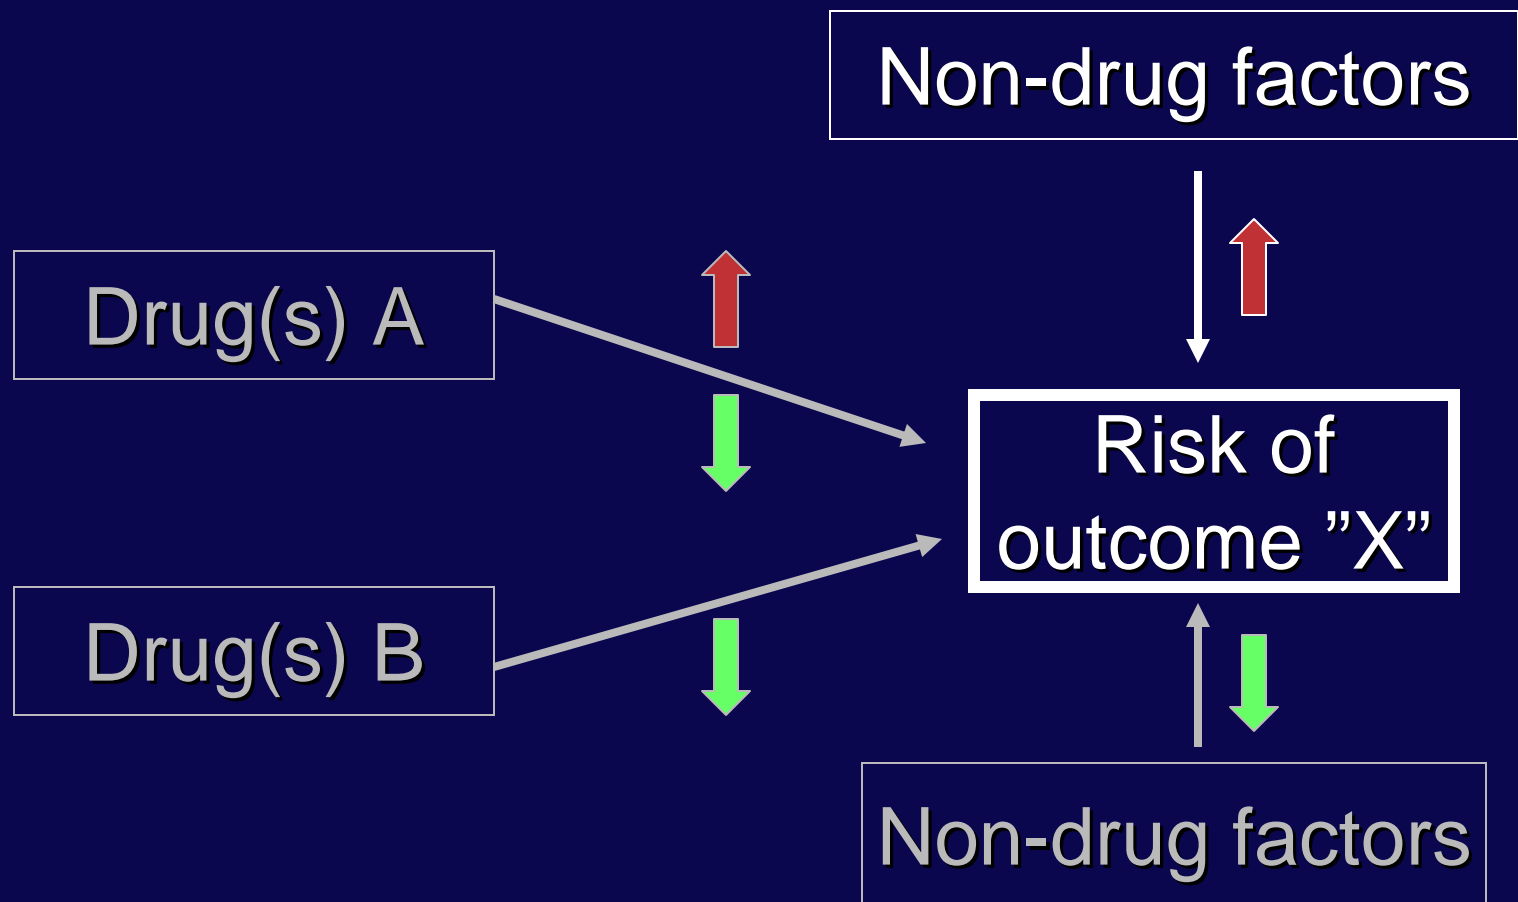 Non-drug factors
Drug(s) A
Risk of
outcome ”X”
Drug(s) B
Non-drug factors